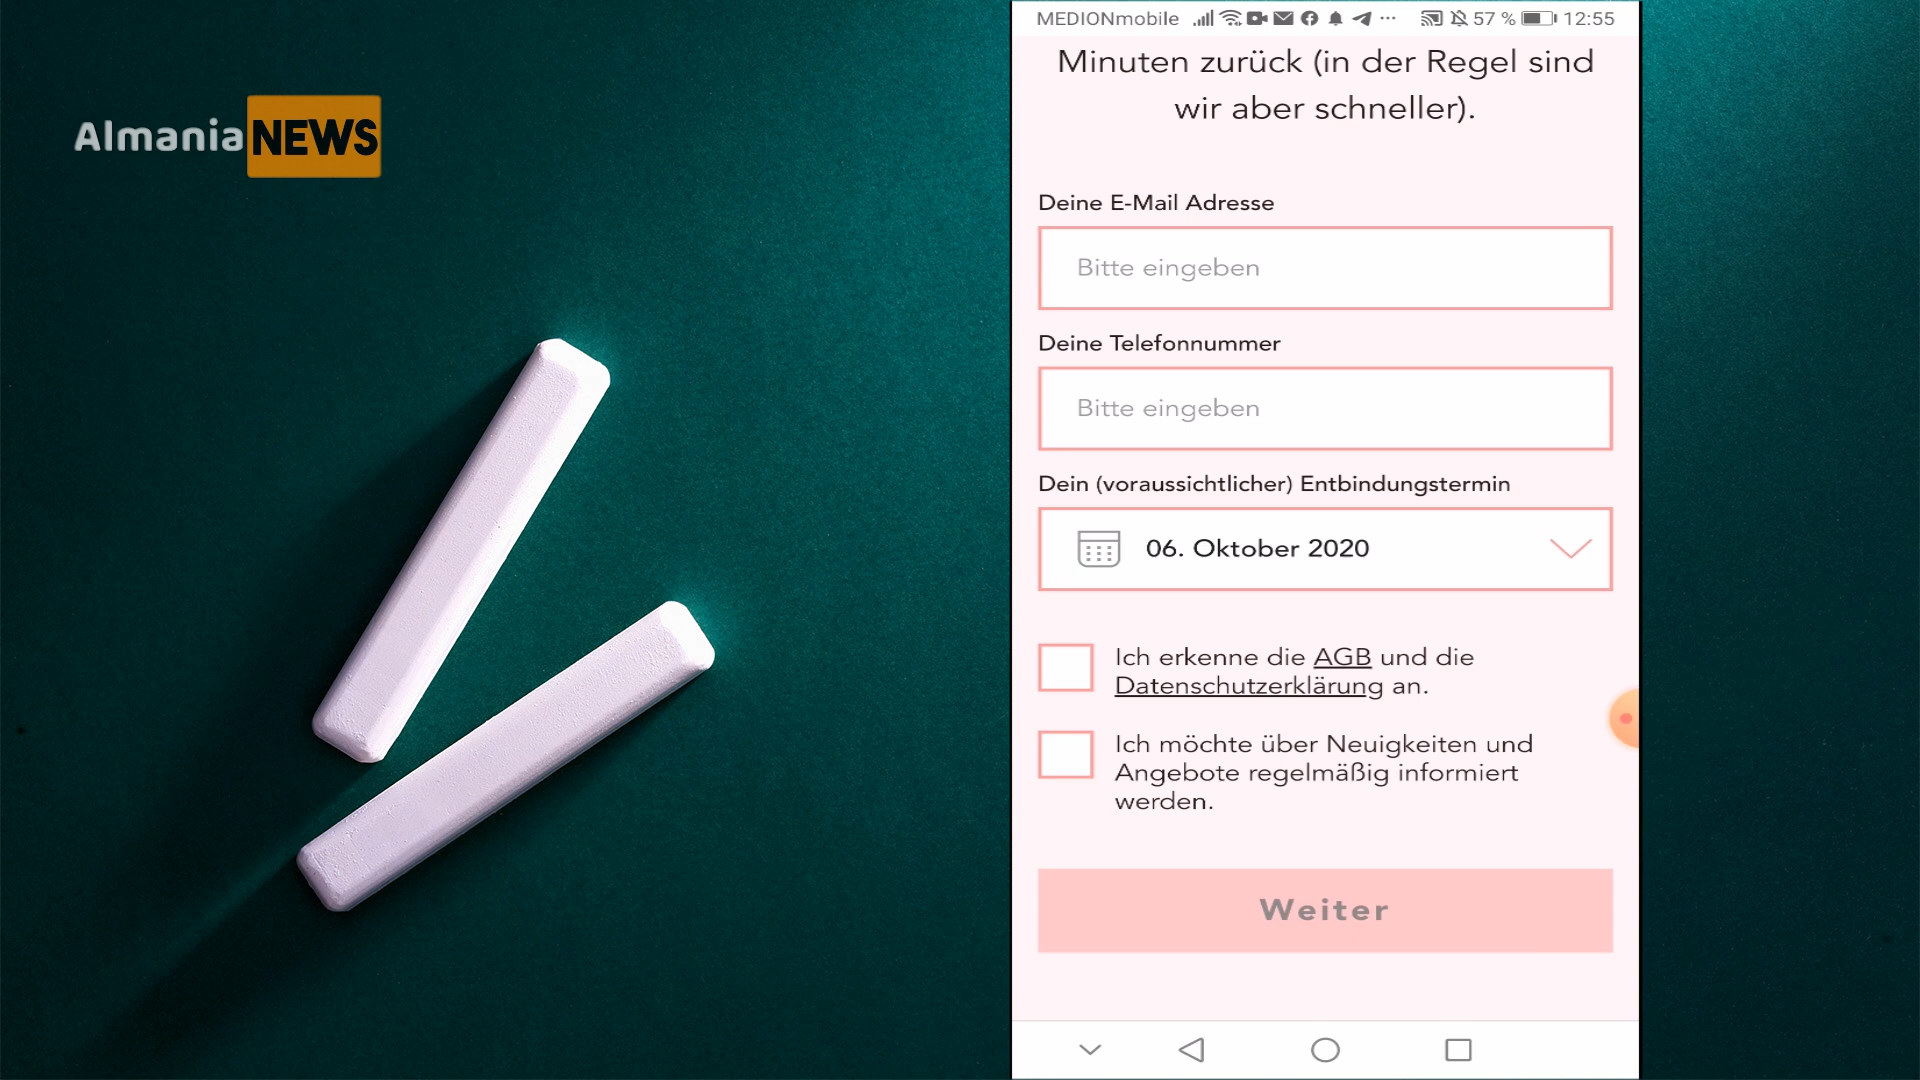 Almania NEWS
MEDIONmobile 57 % 12:55
Minuten zurück (in der Regel sind
wir aber schneller).
Deine E-Mail Adresse
Bitte eingeben
Deine Telefonnummer
Bitte eingeben
Dein (voraussichtlicher) Entbindungstermin
06. Oktober 2020
Ich erkenne die AGB und die
Datenschutzerklärung an.
Ich möchte über Neuigkeiten und
Angebote regelmäßig informiert
werden.
Weiter